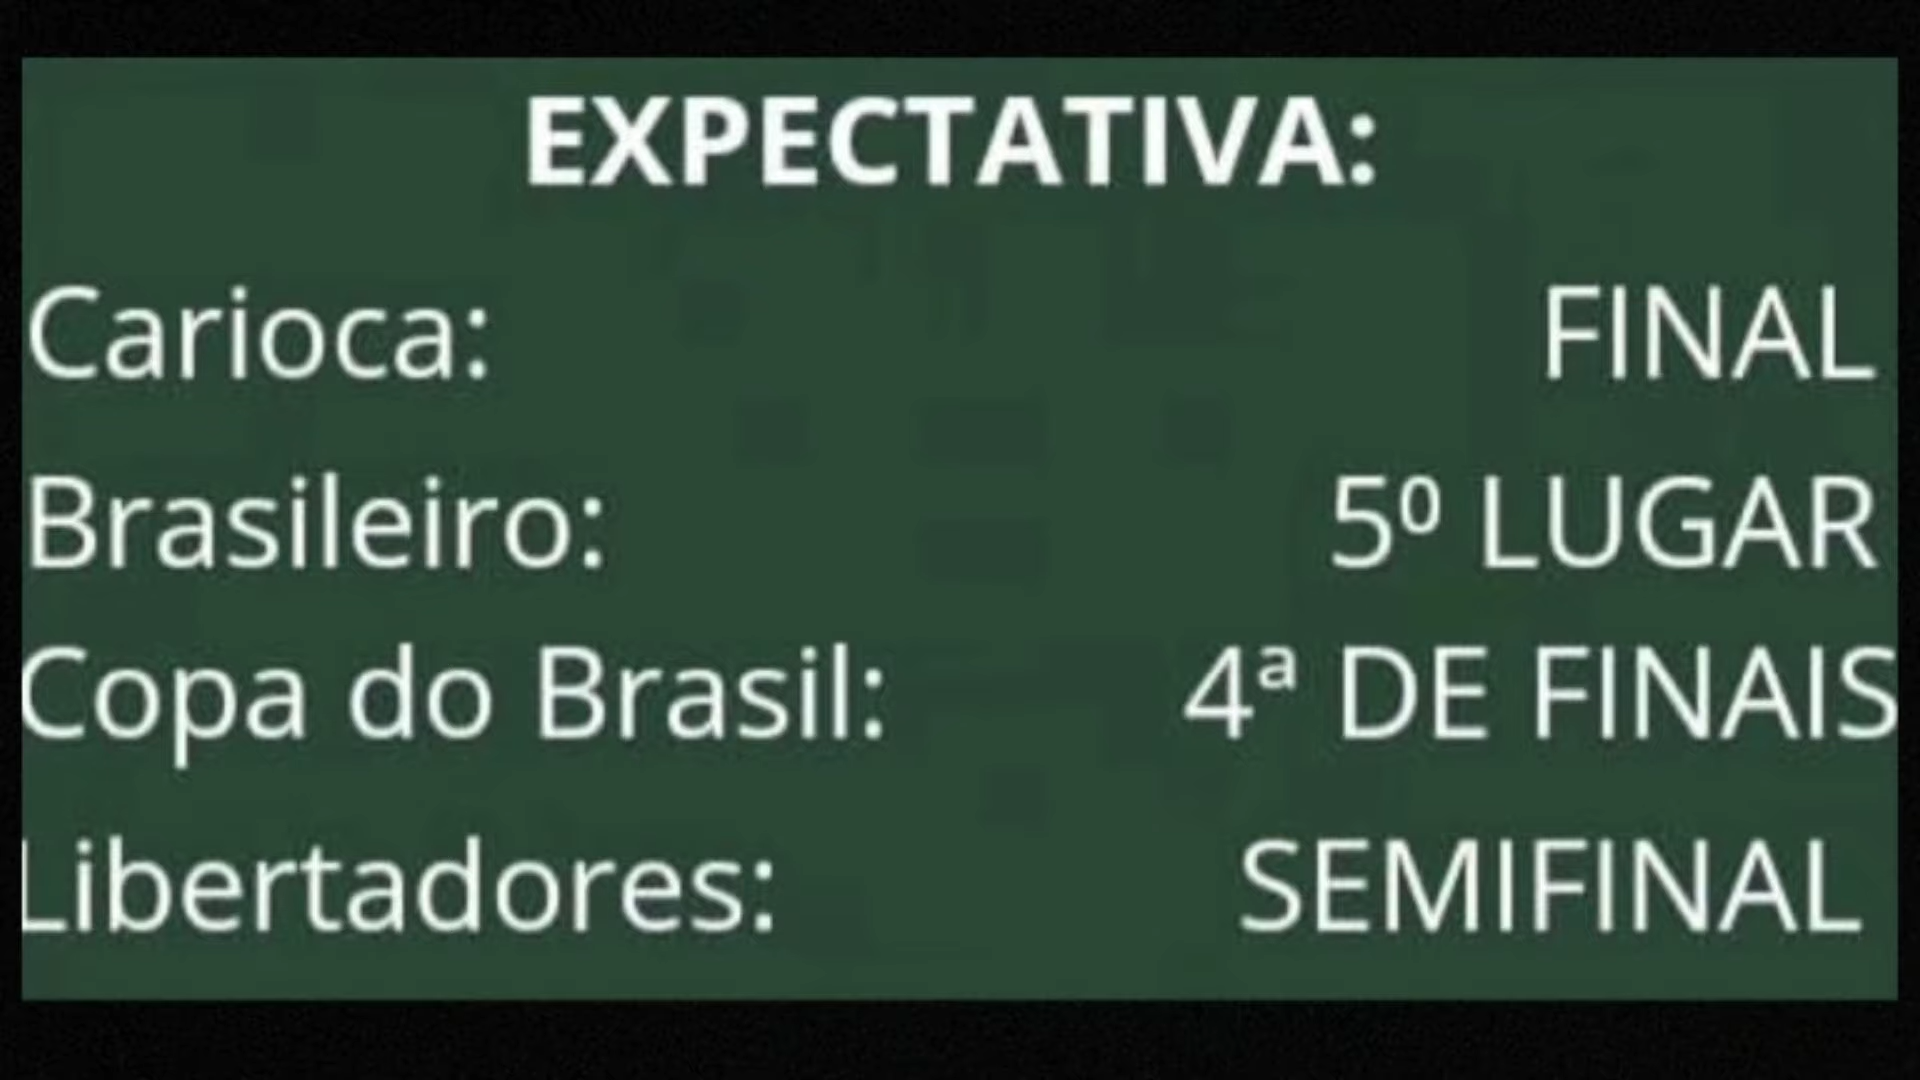 EXPECTATIVA:
Carioca: FINAL
Brasileiro: 5º LUGAR
Copa do Brasil: 4ª DE FINAIS
Libertadores: SEMIFINAL